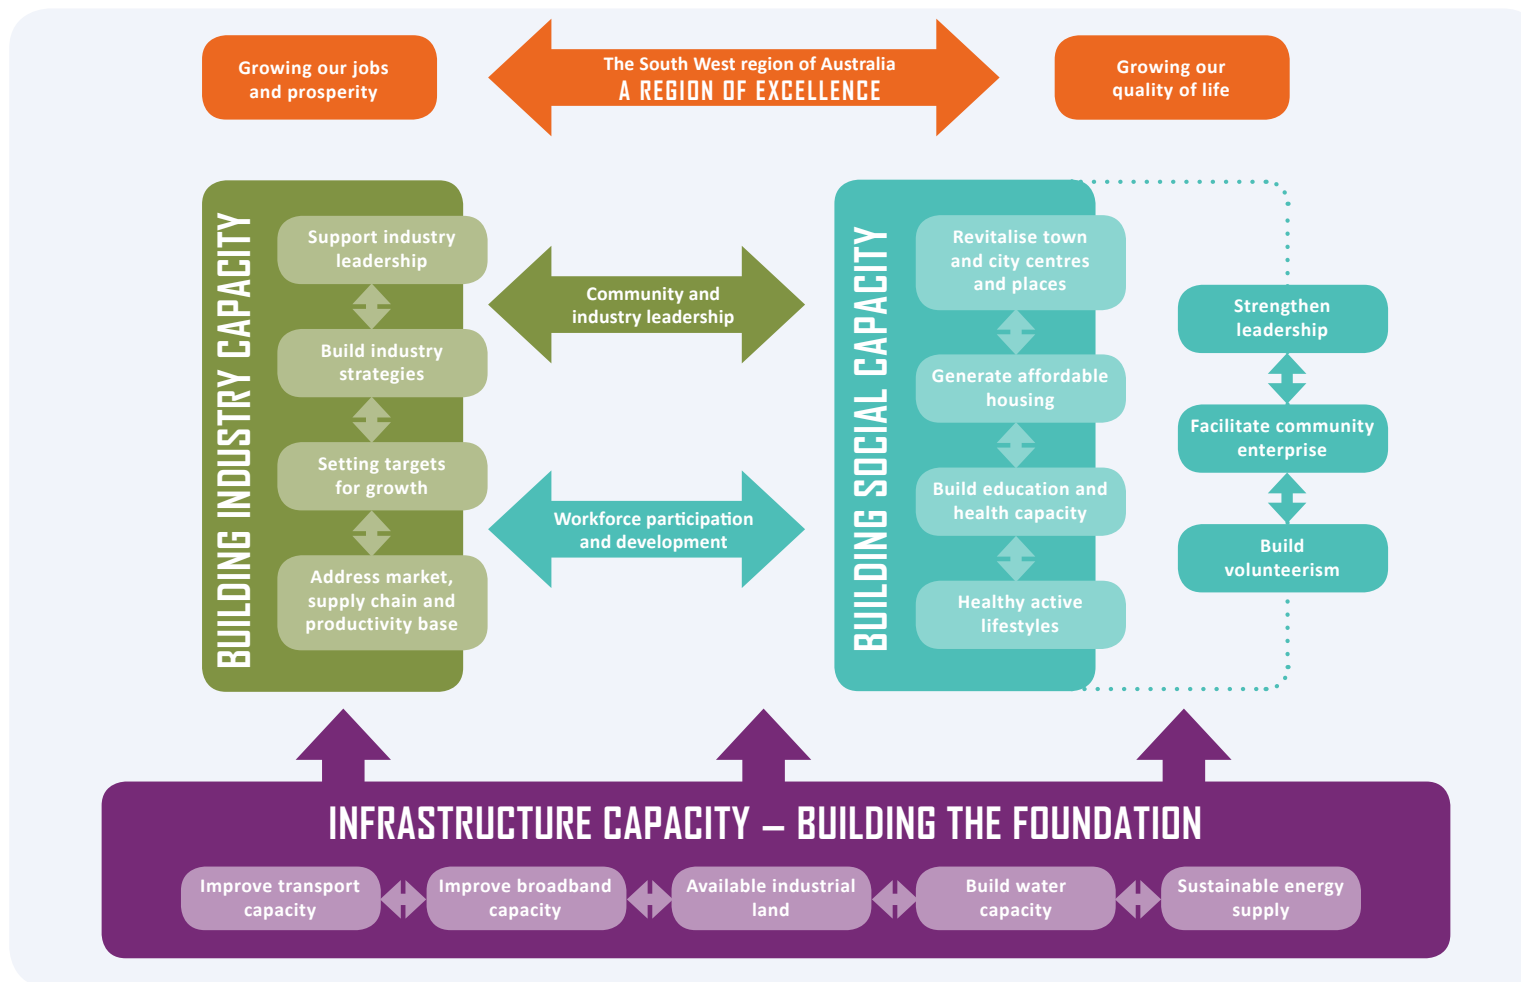 Growing our jobs
and prosperity
The South West region of Australia
A REGION OF EXCELLENCE
Growing our
quality of life
BUILDING INDUSTRY CAPACITY
Support industry
leadership
Build industry
strategies
Setting targets
for growth
Address market,
supply chain and
productivity base
Community and
industry leadership
Workforce participation
and development
BUILDING SOCIAL CAPACITY
Revitalise town
and city centres
and places
Generate affordable
housing
Build education and
health capacity
Healthy active
lifestyles
Strengthen
leadership
Facilitate community
enterprise
Build
volunteerism
INFRASTRUCTURE CAPACITY – BUILDING THE FOUNDATION
Improve transport
capacity
Improve broadband
capacity
Available industrial
land
Build water
capacity
Sustainable energy
supply